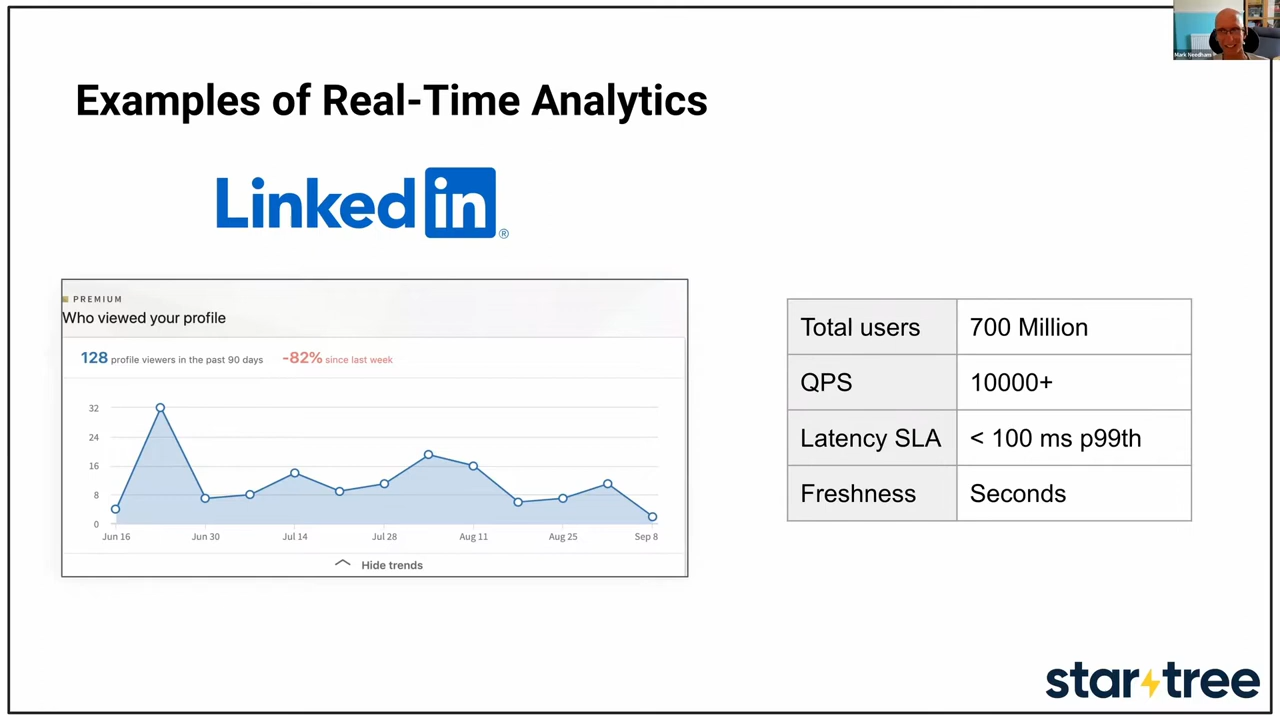 Mark Needham
Examples of Real-Time Analytics
Linkedin®
PREMIUM
Who viewed your profile
128 profile viewers in the past 90 days -82% since last week
32
24
16
8
0
Jun 16 Jun 30 Jul 14 Jul 28 Aug 11 Aug 25 Sep 8
Hide trends
Total users 700 Million
QPS 10000+
Latency SLA < 100 ms p99th
Freshness Seconds
startree